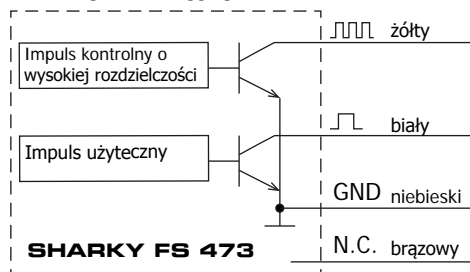 Impuls kontrolny o
wysokiej rozdzielczości
żółty
Impuls użyteczny
biały
GND niebieski
SHARKY FS 473
N.C. brązowy